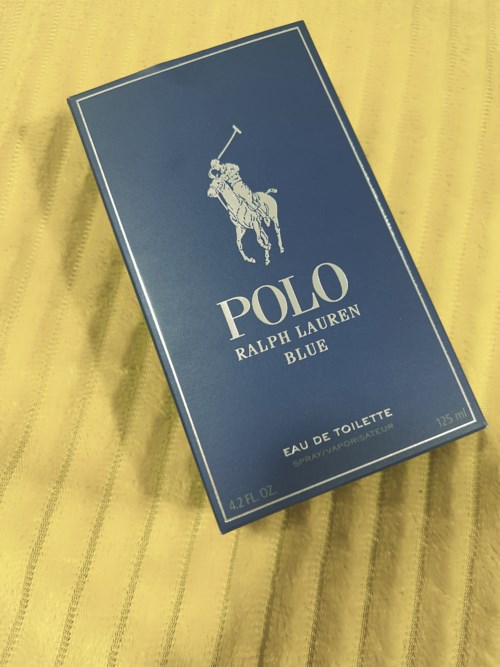 POLO
RALPH LAUREN
BLUE
EAU DE TOILETTE
SPRAY/VAPORISATEUR
4.2 FL. OZ.
125 ml